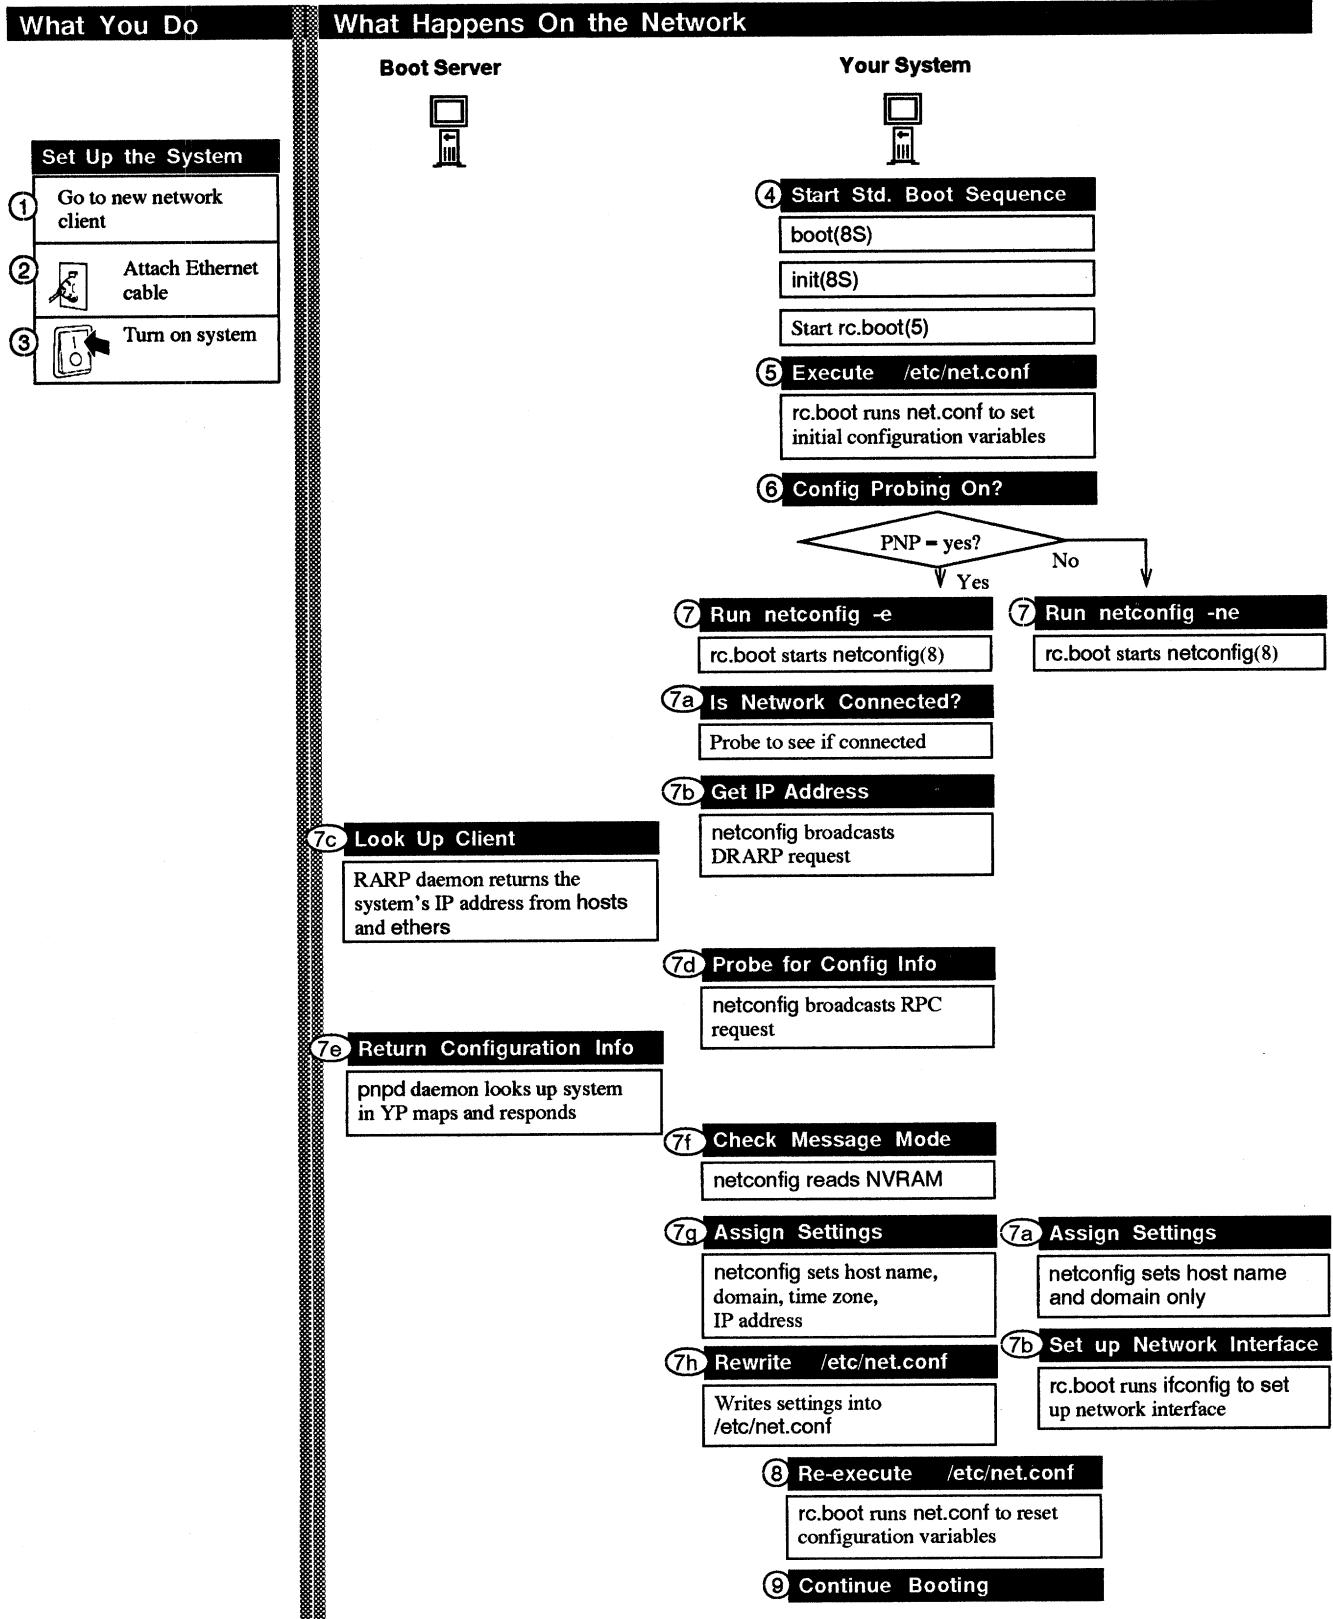 What You Do
What Happens On the Network
Boot Server
Your System
Set Up the System
1
Go to new network
client
2
Attach Ethernet
cable
3
Turn on system
4
Start Std. Boot Sequence
boot(8S)
init(8S)
Start rc.boot(5)
5
Execute /etc/net.conf
rc.boot runs net.conf to set
initial configuration variables
6
Config Probing On?
PNP = yes?
No
Yes
7
Run netconfig -e
rc.boot starts netconfig(8)
7
Run netconfig -ne
rc.boot starts netconfig(8)
7a
Is Network Connected?
Probe to see if connected
7b
Get IP Address
netconfig broadcasts
DRARP request
7c
Look Up Client
RARP daemon returns the
system's IP address from hosts
and ethers
7d
Probe for Config Info
netconfig broadcasts RPC
request
7e
Return Configuration Info
pnpd daemon looks up system
in YP maps and responds
7f
Check Message Mode
netconfig reads NVRAM
7g
Assign Settings
netconfig sets host name,
domain, time zone,
IP address
7a
Assign Settings
netconfig sets host name
and domain only
7h
Rewrite /etc/net.conf
Writes settings into
/etc/net.conf
7b
Set up Network Interface
rc.boot runs ifconfig to set
up network interface
8
Re-execute /etc/net.conf
rc.boot runs net.conf to reset
configuration variables
9
Continue Booting